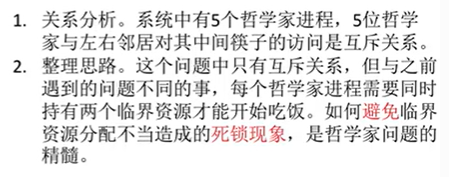 1. 关系分析。系统中有5个哲学家进程，5位哲学
家与左右邻居对其中间筷子的访问是互斥关系。
2. 整理思路。这个问题中只有互斥关系，但与之前
遇到的问题不同的事，每个哲学家进程需要同时
持有两个临界资源才能开始吃饭。如何避免临界
资源分配不当造成的死锁现象，是哲学家问题的
精髓。